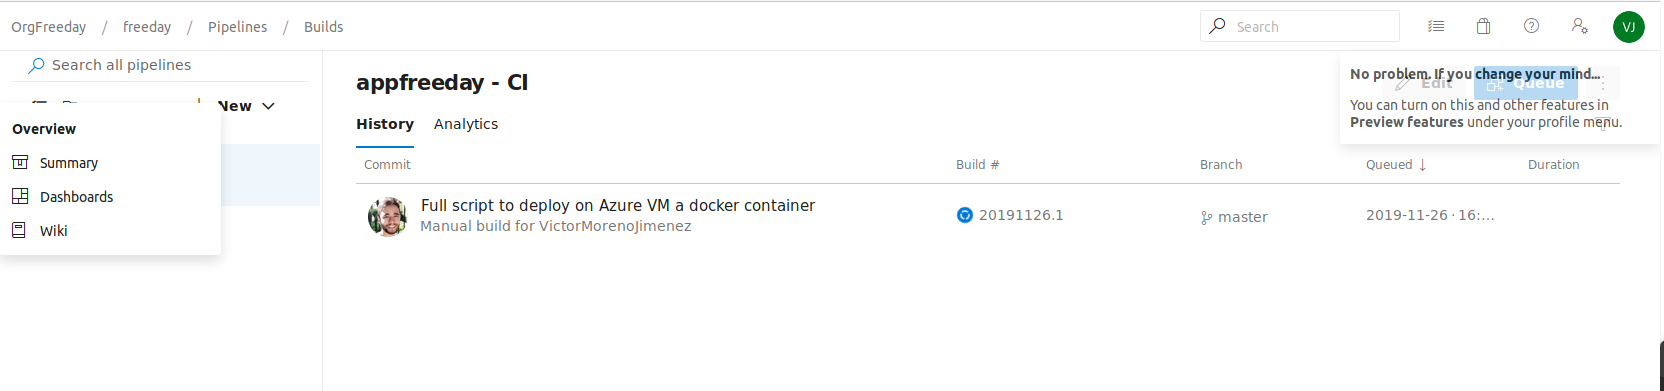 OrgFreeday / freeday / Pipelines / Builds
Search
VJ
Search all pipelines
New
Overview
Summary
Dashboards
Wiki
appfreeday - CI
Edit
Queue
No problem. If you change your mind...
You can turn on this and other features in
Preview features under your profile menu.
History Analytics
Commit Build # Branch Queued ↓ Duration
Full script to deploy on Azure VM a docker container
Manual build for VictorMorenoJimenez
20191126.1
master
2019-11-26 · 16:...